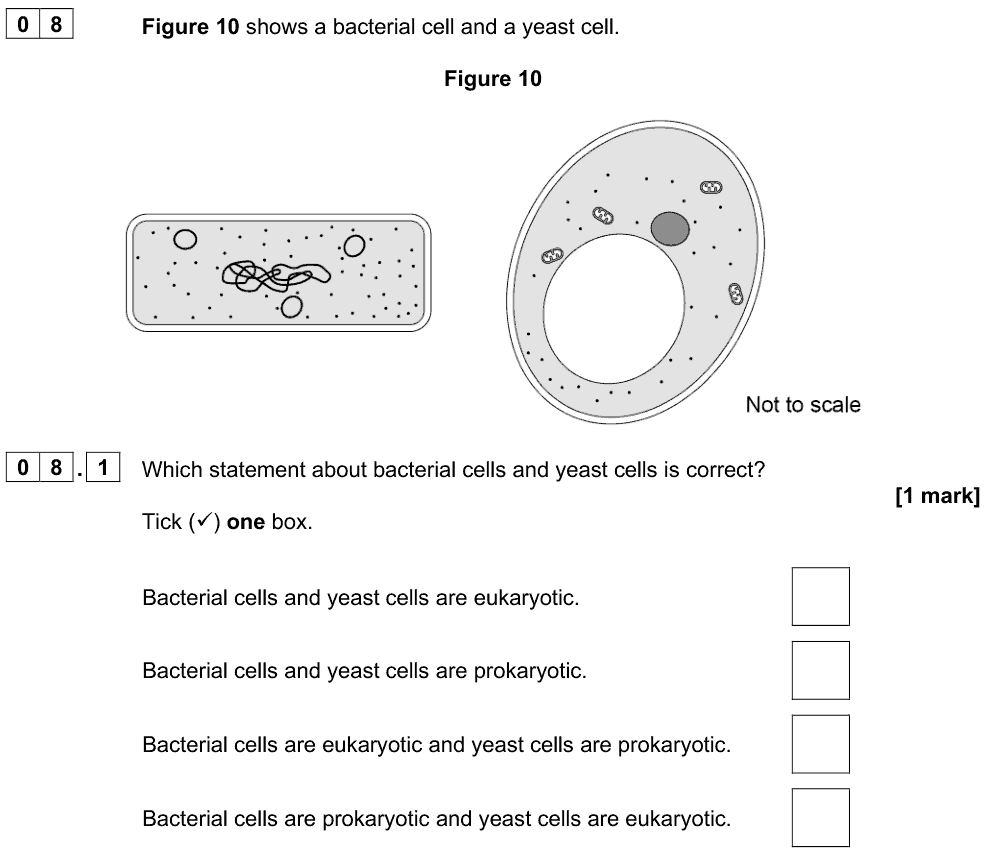 0 8 Figure 10 shows a bacterial cell and a yeast cell.
Figure 10
Not to scale
0 8 . 1 Which statement about bacterial cells and yeast cells is correct?
[1 mark]
Tick (✓) one box.
Bacterial cells and yeast cells are eukaryotic.
Bacterial cells and yeast cells are prokaryotic.
Bacterial cells are eukaryotic and yeast cells are prokaryotic.
Bacterial cells are prokaryotic and yeast cells are eukaryotic.